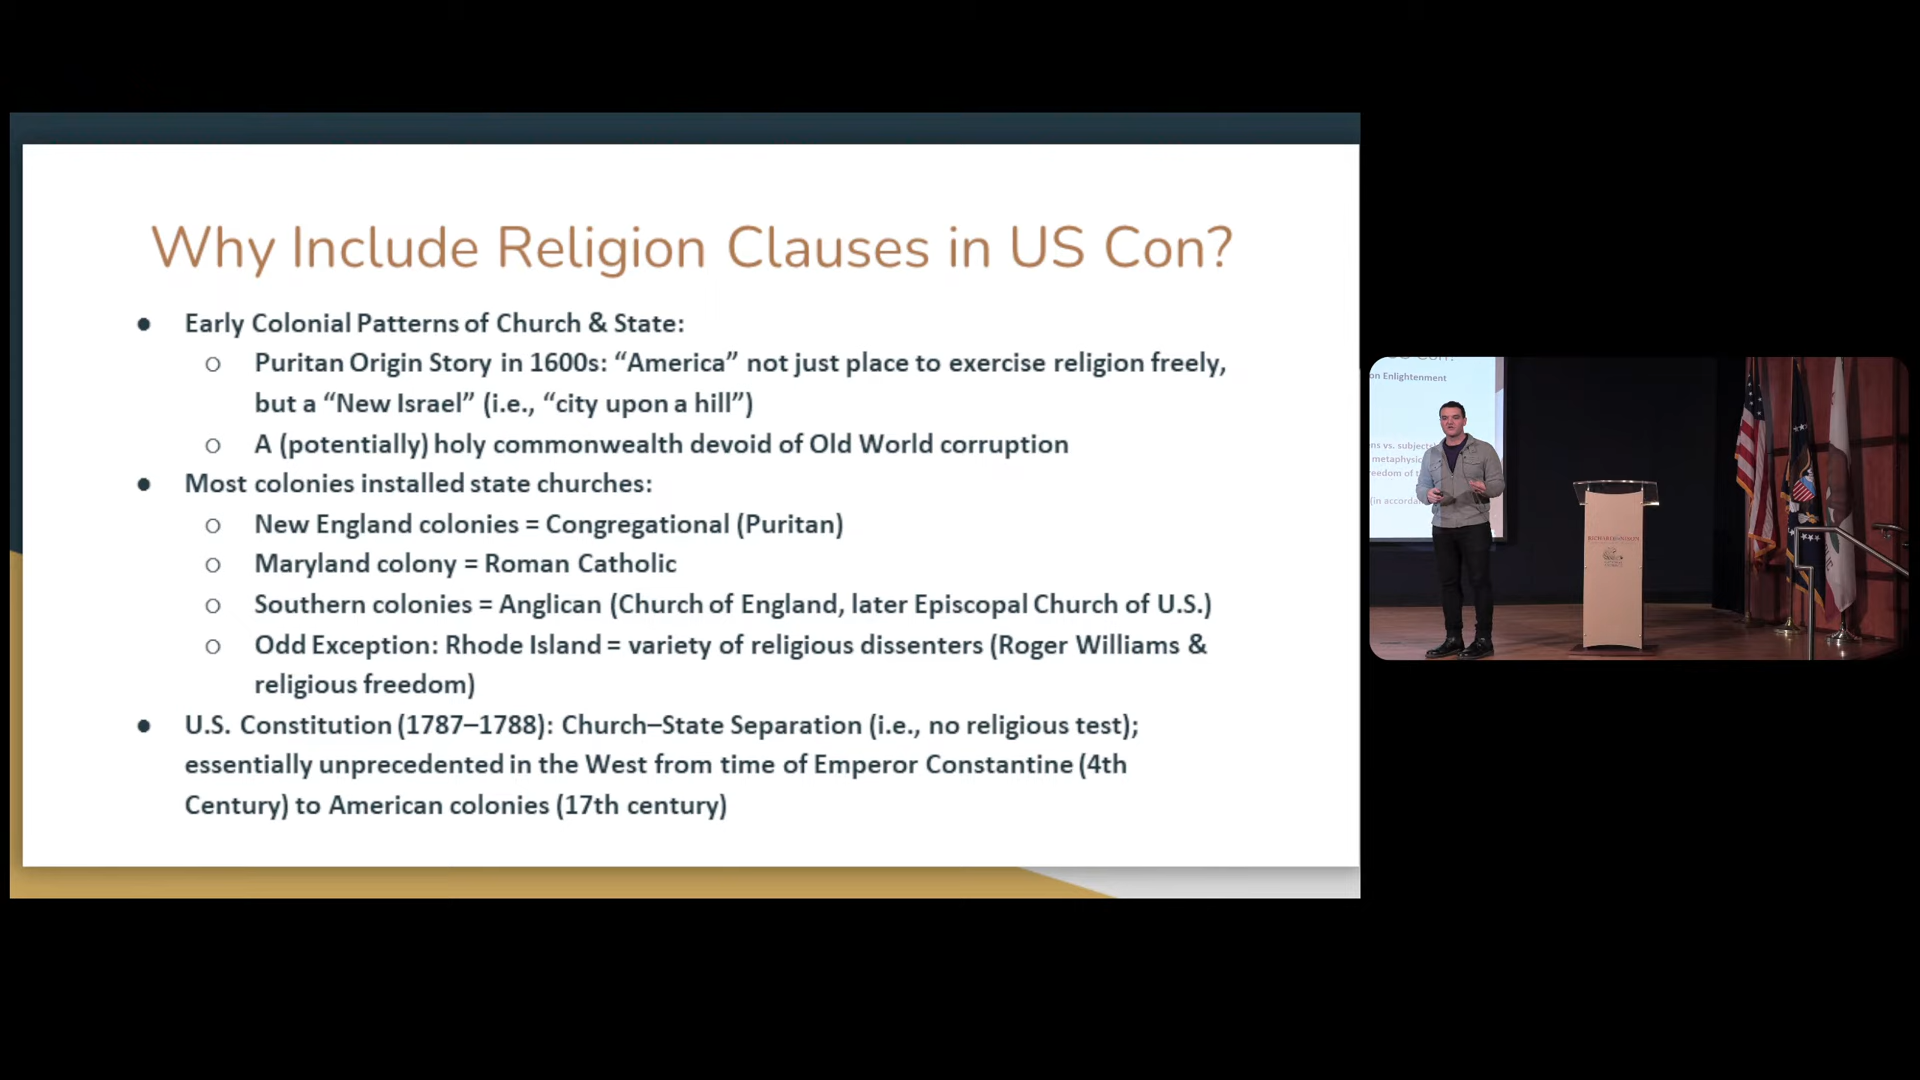 Why Include Religion Clauses in US Con?
● Early Colonial Patterns of Church & State:
○ Puritan Origin Story in 1600s: “America” not just place to exercise religion freely,
but a “New Israel” (i.e., “city upon a hill”)
○ A (potentially) holy commonwealth devoid of Old World corruption
● Most colonies installed state churches:
○ New England colonies = Congregational (Puritan)
○ Maryland colony = Roman Catholic
○ Southern colonies = Anglican (Church of England, later Episcopal Church of U.S.)
○ Odd Exception: Rhode Island = variety of religious dissenters (Roger Williams &
religious freedom)
● U.S. Constitution (1787–1788): Church–State Separation (i.e., no religious test);
essentially unprecedented in the West from time of Emperor Constantine (4th
Century) to American colonies (17th century)
on Enlightenment
vs. subjects)
metaphysic